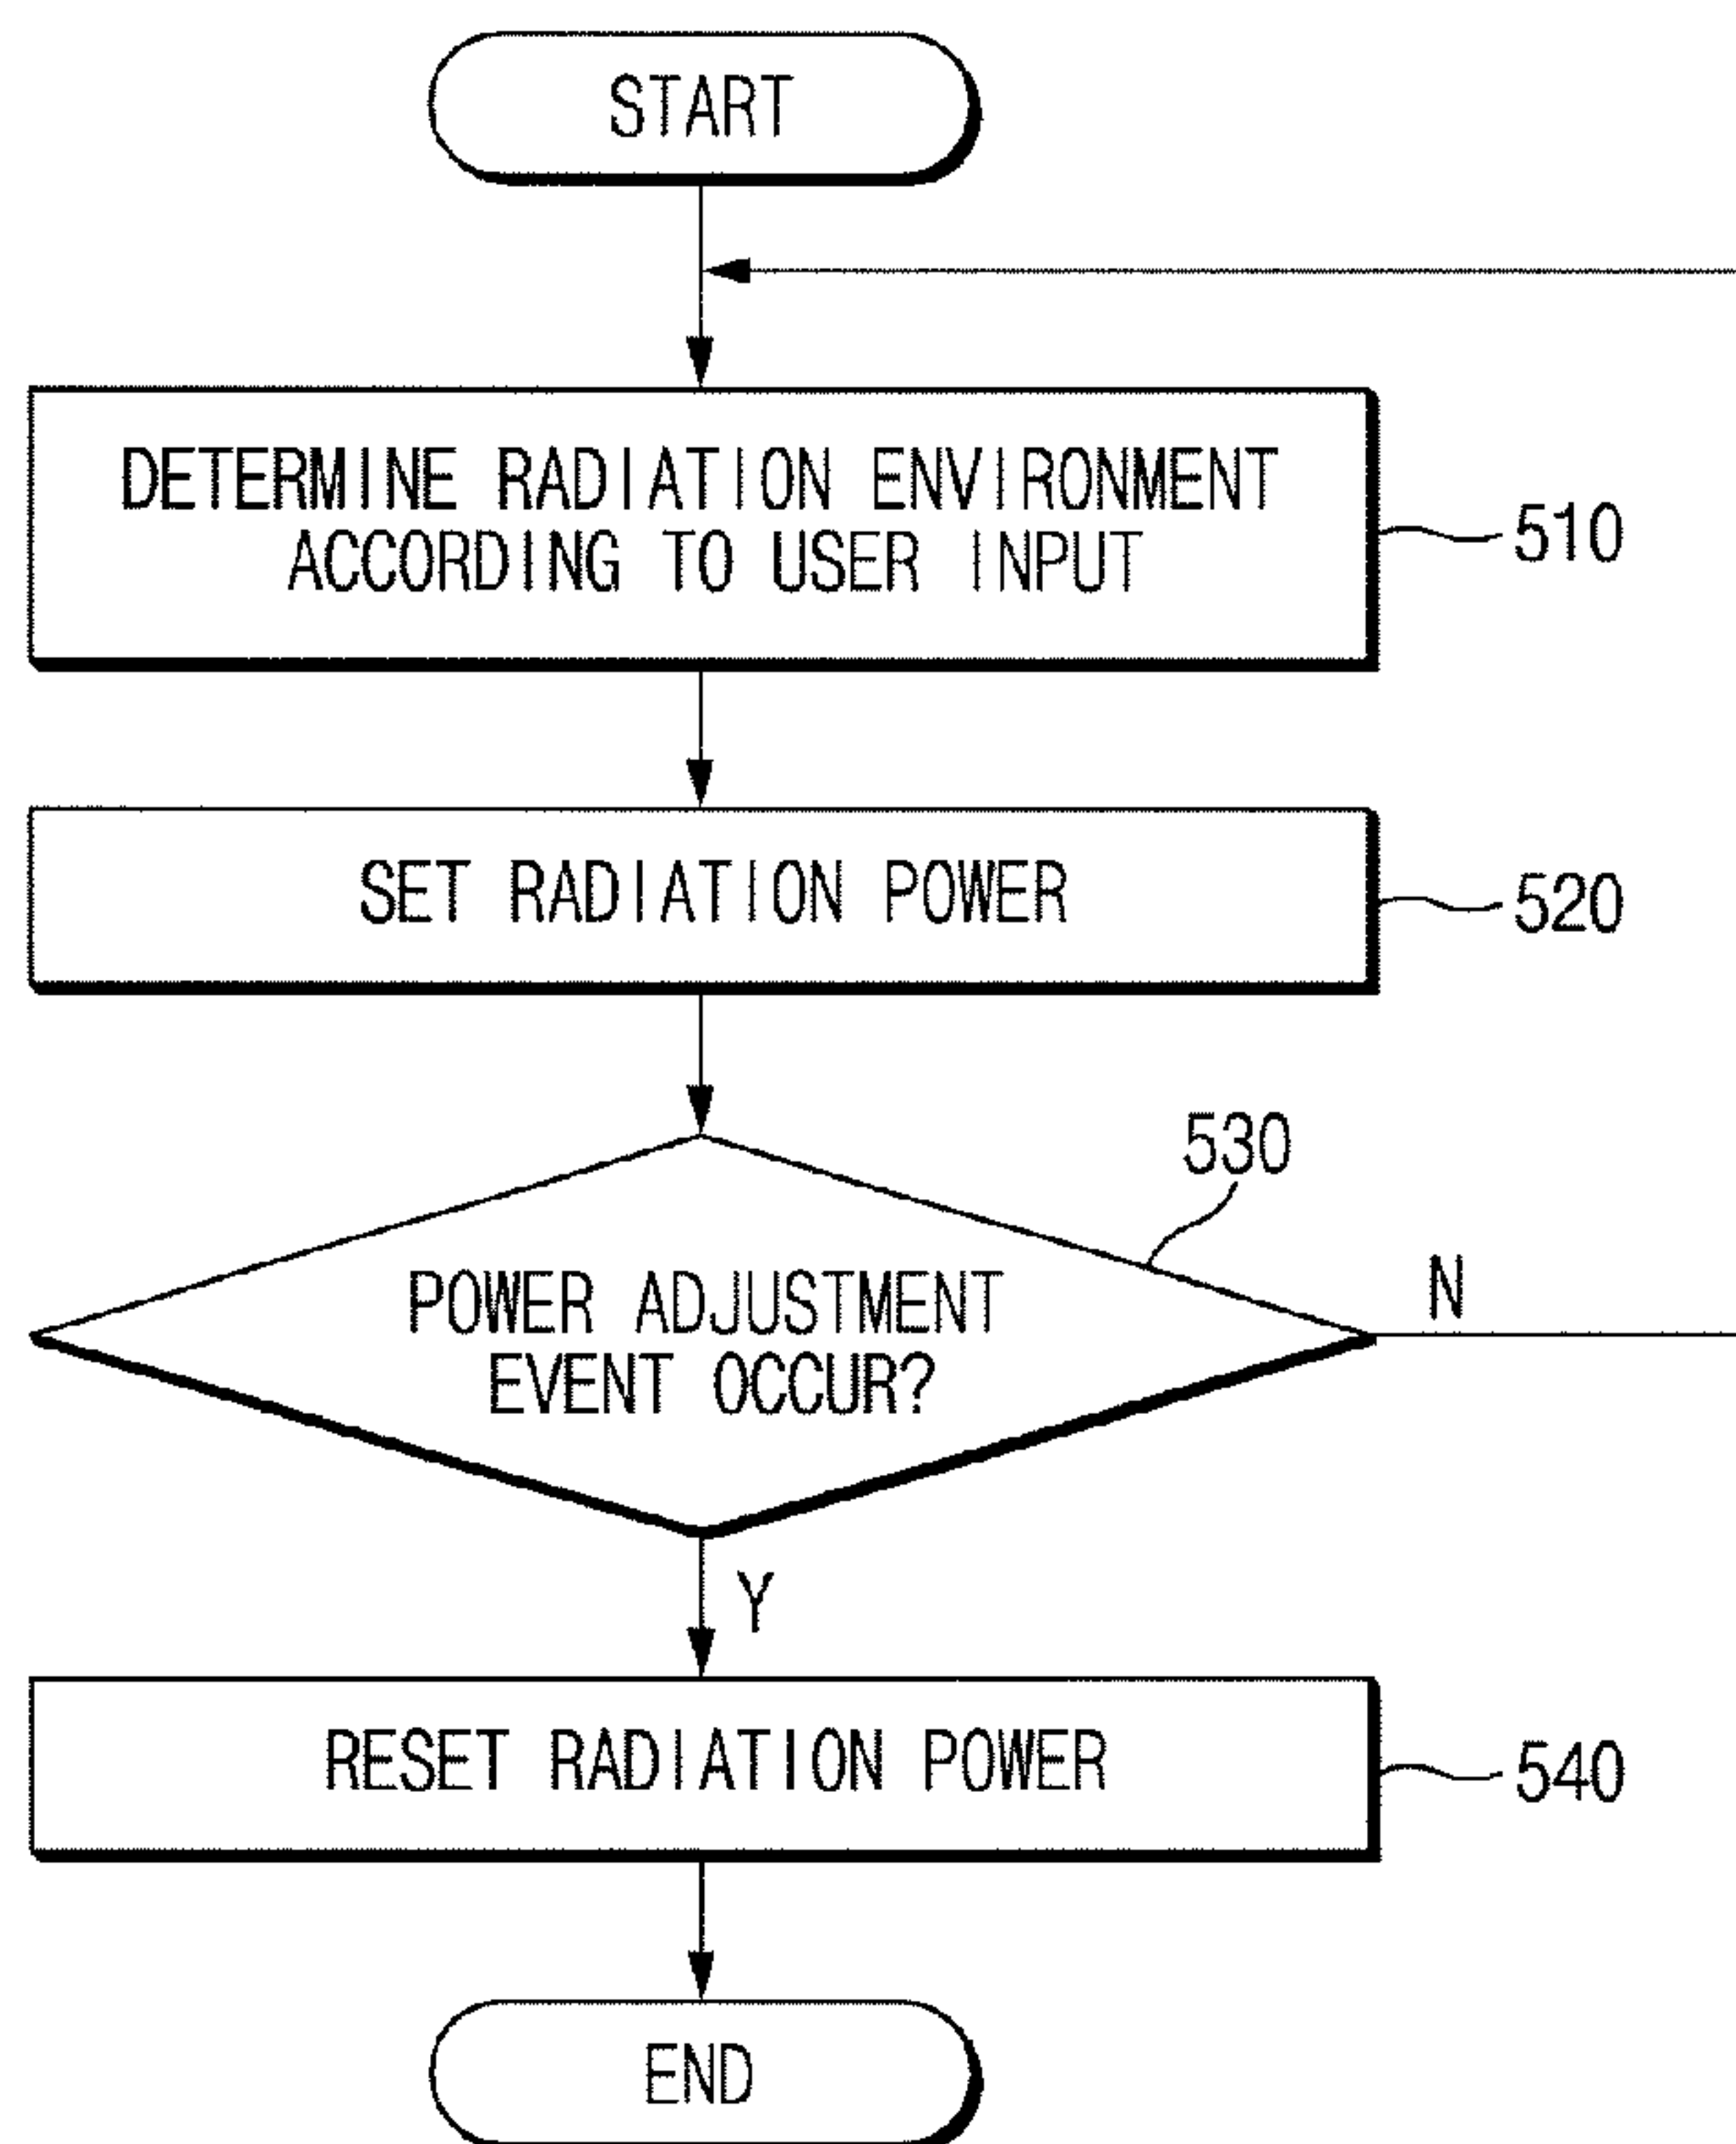 START
DETERMINE RADIATION ENVIRONMENT
ACCORDING TO USER INPUT
510
SET RADIATION POWER
520
530
POWER ADJUSTMENT
EVENT OCCUR?
N
Y
RESET RADIATION POWER
540
END